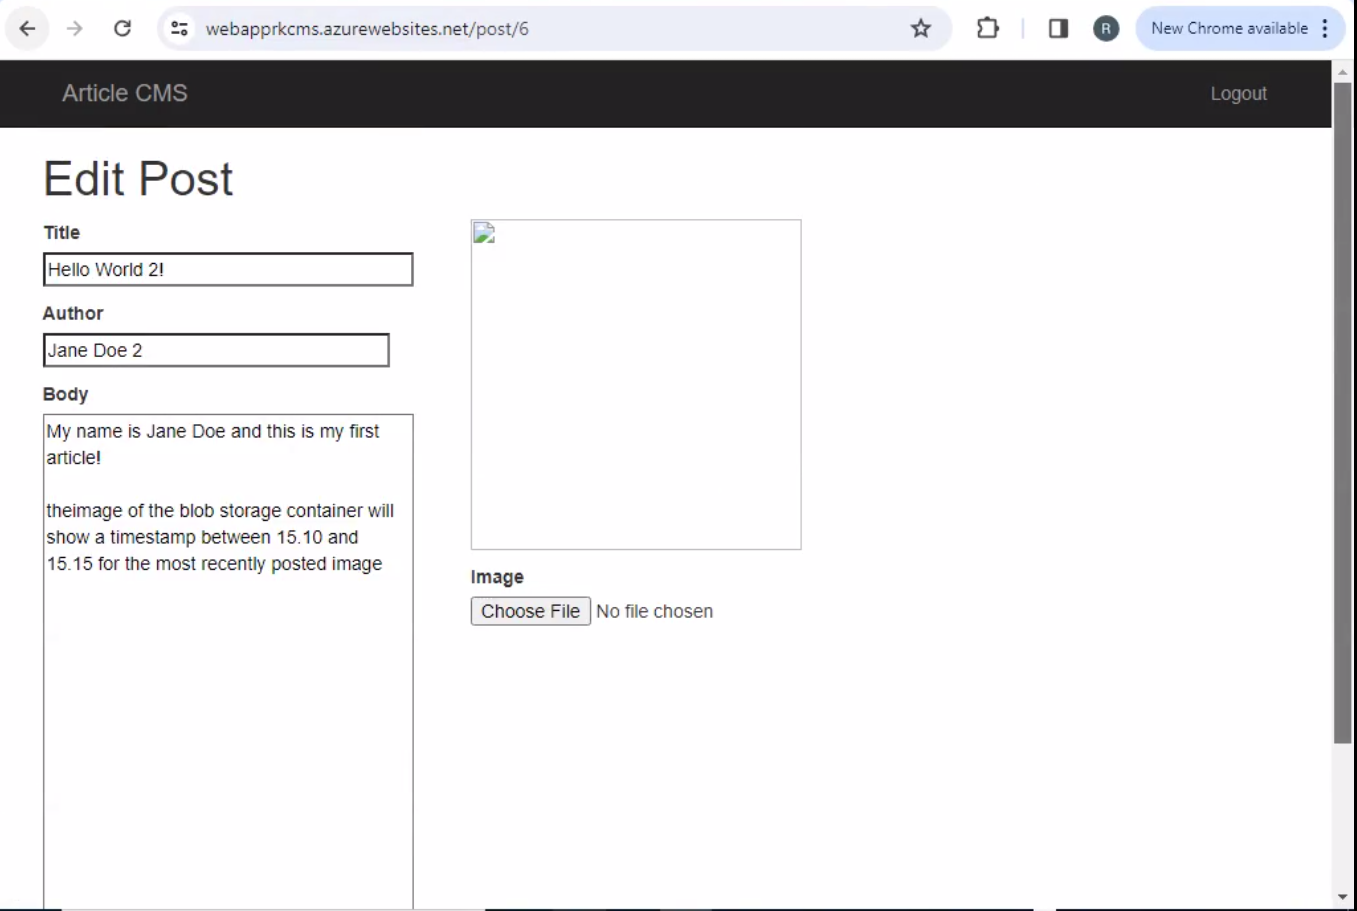 webapprkcms.azurewebsites.net/post/6
R
New Chrome available
Article CMS
Logout
Edit Post
Title
Hello World 2!
Author
Jane Doe 2
Body
My name is Jane Doe and this is my first
article!
theimage of the blob storage container will
show a timestamp between 15.10 and
15.15 for the most recently posted image
Image
Choose File No file chosen